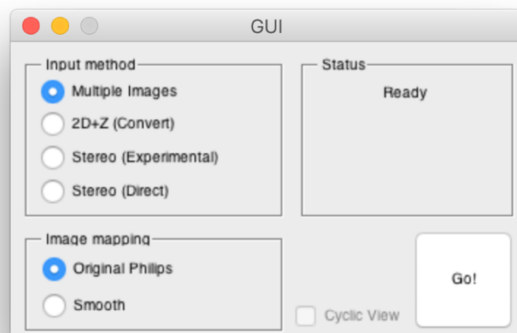 GUI
Input method
Multiple Images
2D+Z (Convert)
Stereo (Experimental)
Stereo (Direct)
Status
Ready
Image mapping
Original Philips
Smooth
Cyclic View
Go!